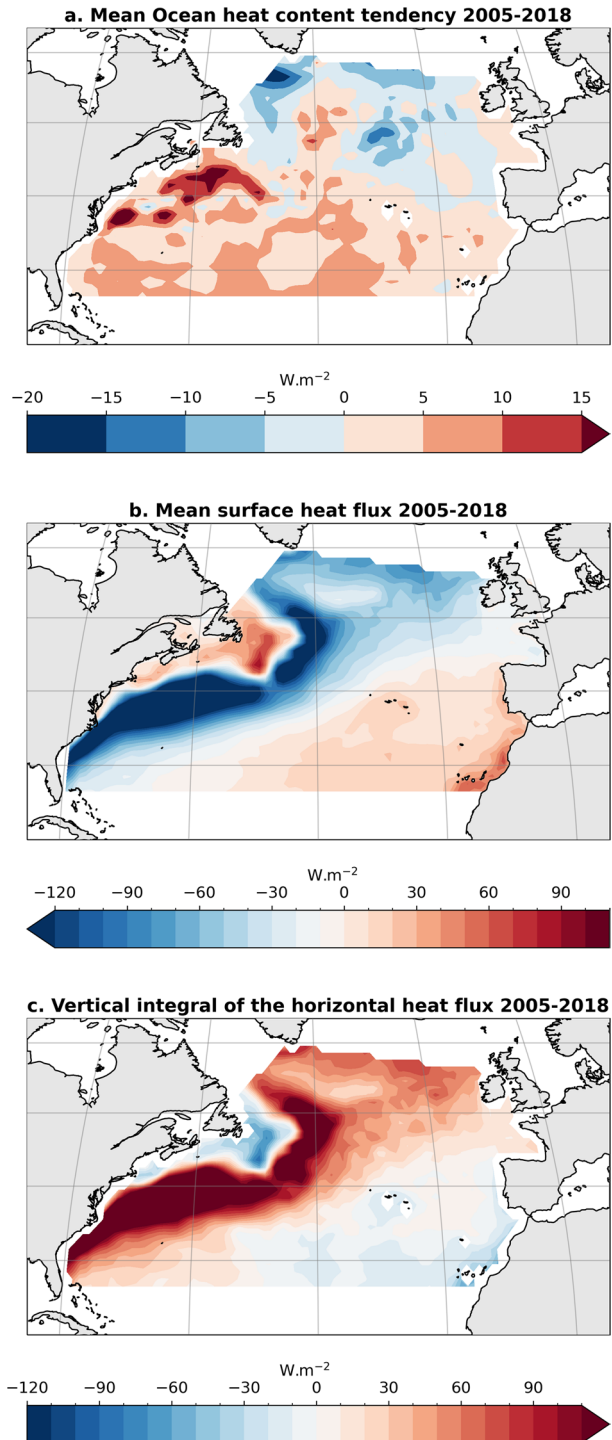 a. Mean Ocean heat content tendency 2005-2018
W.m⁻²
−20 −15 −10 −5 0 5 10 15
b. Mean surface heat flux 2005-2018
W.m⁻²
−120 −90 −60 −30 0 30 60 90
c. Vertical integral of the horizontal heat flux 2005-2018
W.m⁻²
−120 −90 −60 −30 0 30 60 90